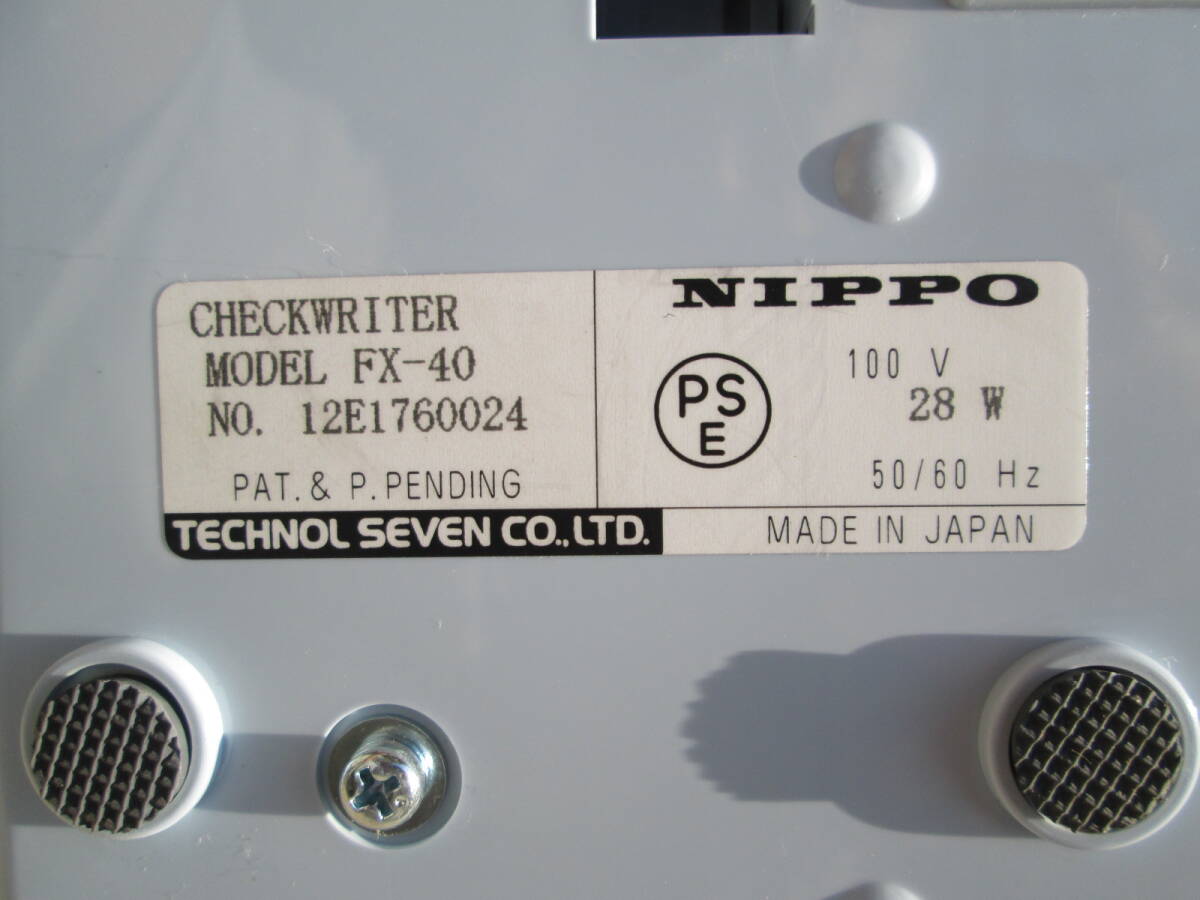 CHECKWRITER
MODEL FX-40
NO. 12E1760024
PAT. & P. PENDING
TECHNOL SEVEN CO.,LTD.
NIPPO
PS
E
100 V
28 W
50/60 Hz
MADE IN JAPAN